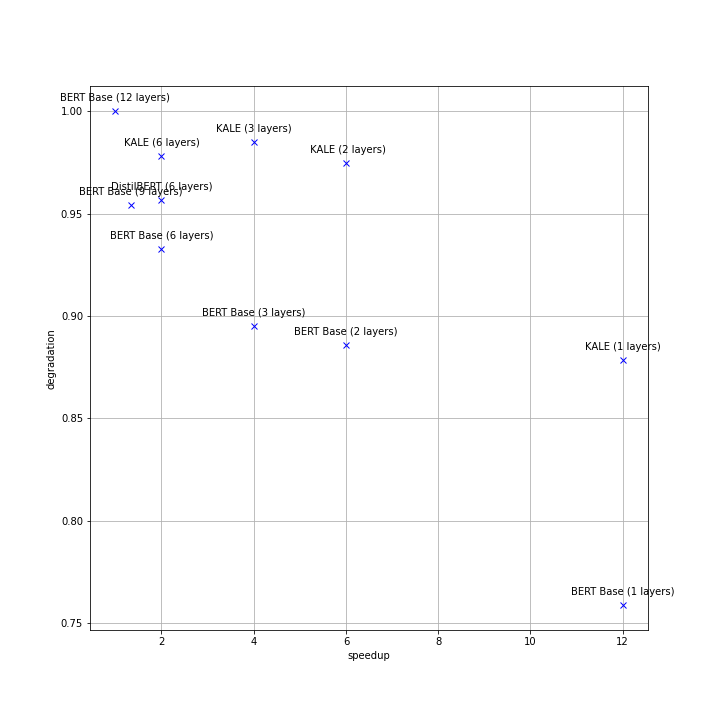 BERT Base (12 layers)
1.00
KALE (3 layers)
KALE (6 layers)
KALE (2 layers)
DistilBERT (6 layers)
BERT Base (9 layers)
0.95
BERT Base (6 layers)
0.90
BERT Base (3 layers)
BERT Base (2 layers)
KALE (1 layers)
degradation
0.85
0.80
BERT Base (1 layers)
0.75
2 4 6 8 10 12
speedup